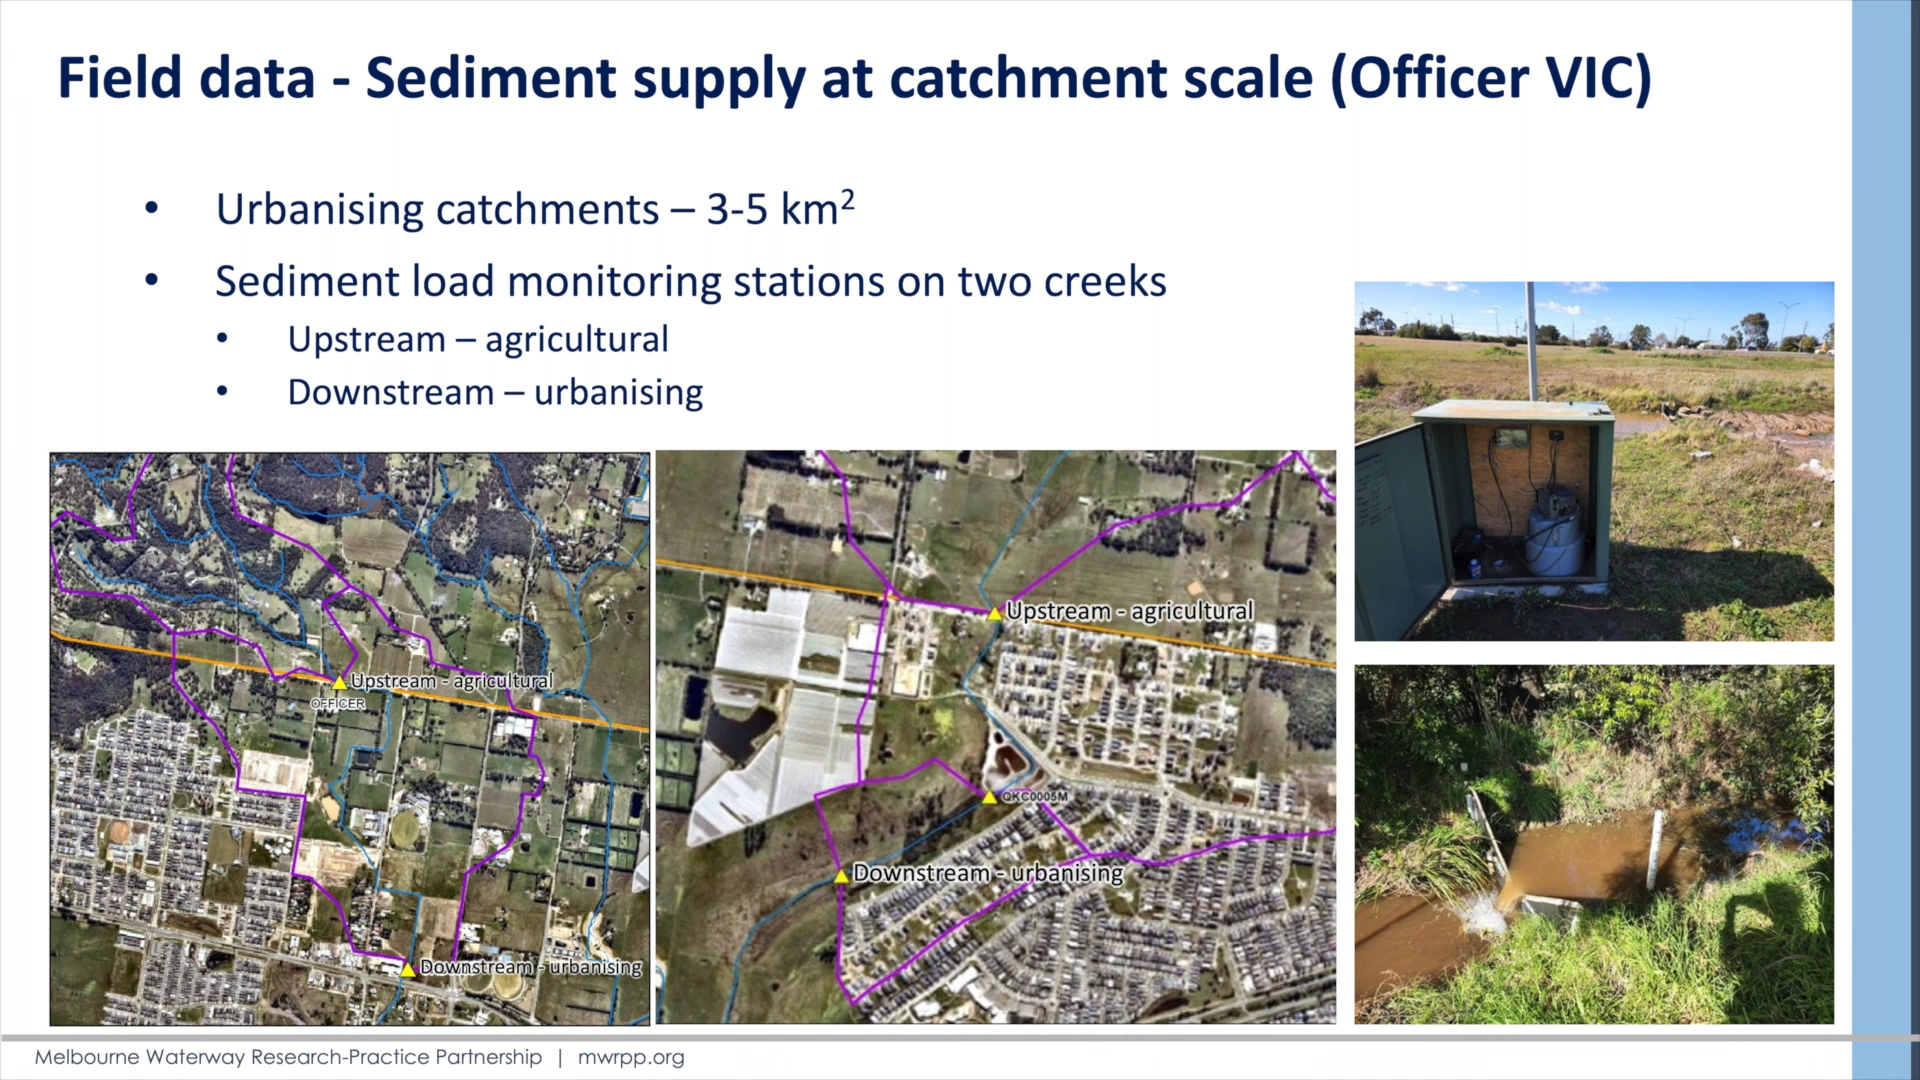 Field data - Sediment supply at catchment scale (Officer VIC)
• Urbanising catchments – 3-5 km²
• Sediment load monitoring stations on two creeks
• Upstream – agricultural
• Downstream – urbanising
Upstream - agricultural
OFFICER
Downstream - urbanising
Upstream - agricultural
QKC0005M
Downstream - urbanising
Melbourne Waterway Research-Practice Partnership | mwrpp.org